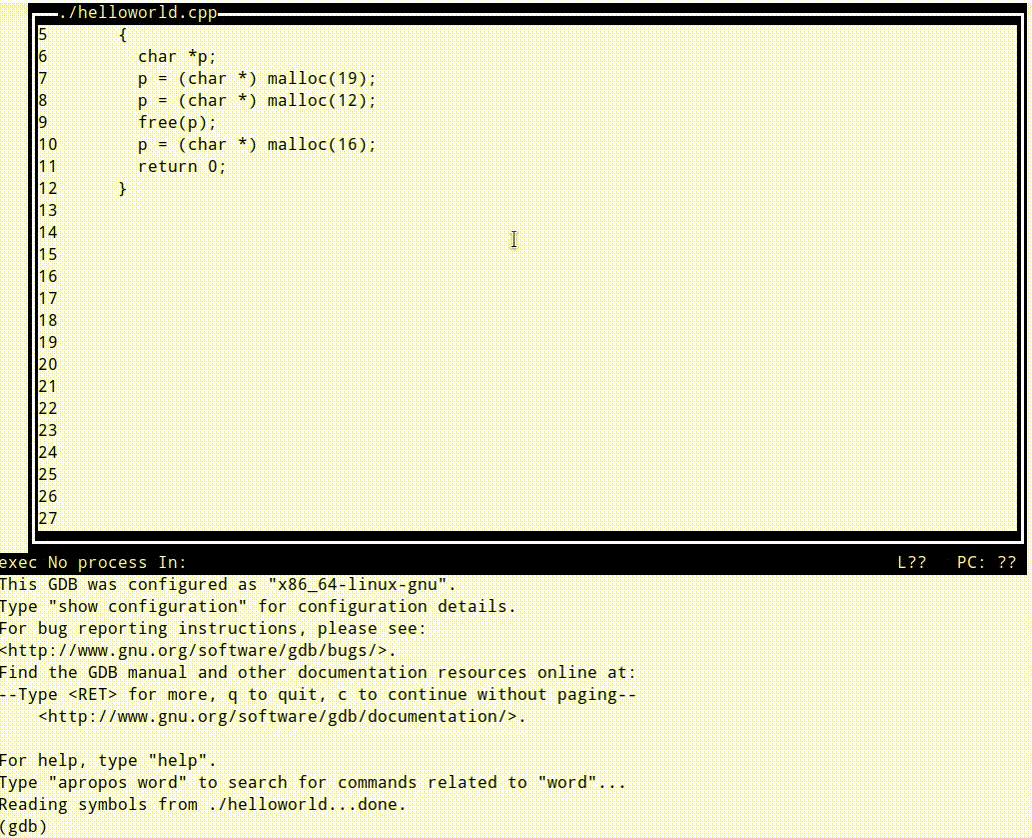 ./helloworld.cpp
5 {
6 char *p;
7 p = (char *) malloc(19);
8 p = (char *) malloc(12);
9 free(p);
10 p = (char *) malloc(16);
11 return 0;
12 }
13
14
15
16
17
18
19
20
21
22
23
24
25
26
27
exec No process In: L?? PC: ??
This GDB was configured as "x86_64-linux-gnu".
Type "show configuration" for configuration details.
For bug reporting instructions, please see:
<http://www.gnu.org/software/gdb/bugs/>.
Find the GDB manual and other documentation resources online at:
--Type <RET> for more, q to quit, c to continue without paging--
<http://www.gnu.org/software/gdb/documentation/>.
For help, type "help".
Type "apropos word" to search for commands related to "word"...
Reading symbols from ./helloworld...done.
(gdb)